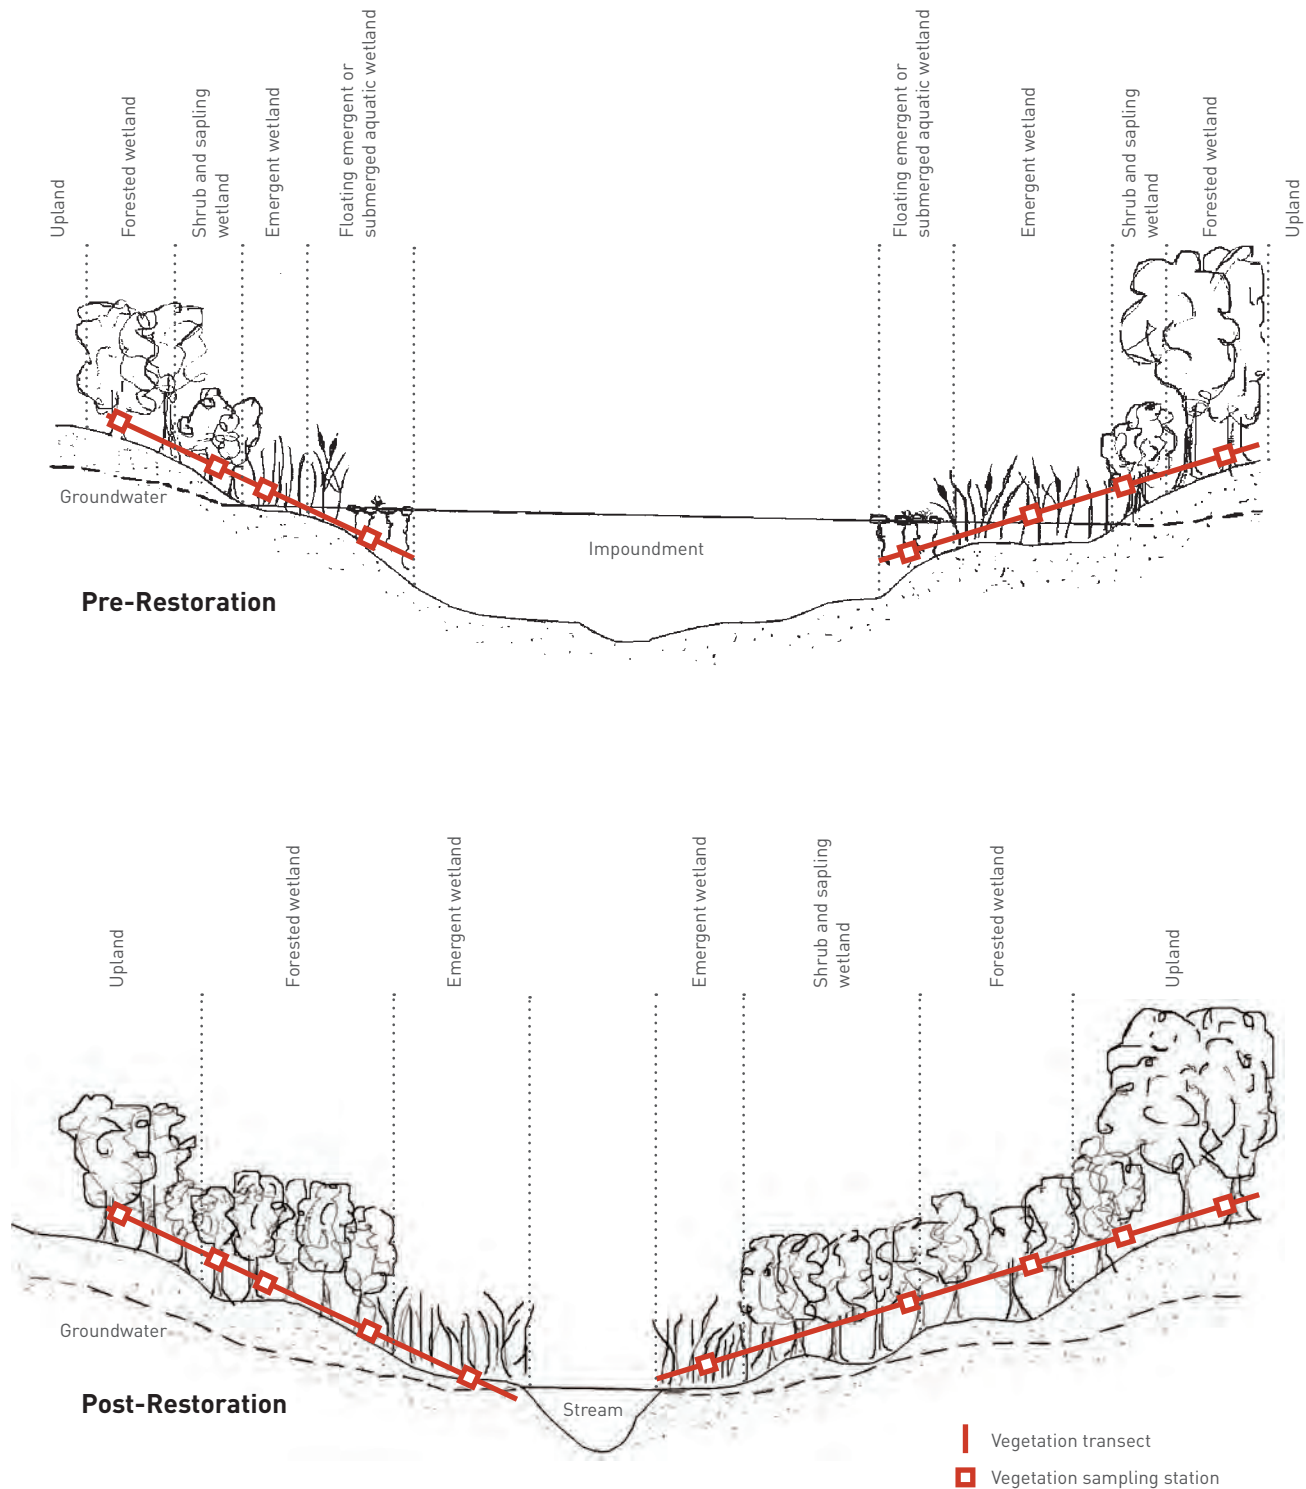 Upland
Forested wetland
Shrub and sapling
wetland
Emergent wetland
Floating emergent or
submerged aquatic wetland
Floating emergent or
submerged aquatic wetland
Emergent wetland
Shrub and sapling
wetland
Forested wetland
Upland
Groundwater
Impoundment
Pre-Restoration
Upland
Forested wetland
Emergent wetland
Emergent wetland
Shrub and sapling
wetland
Forested wetland
Upland
Groundwater
Stream
Post-Restoration
Vegetation transect
Vegetation sampling station